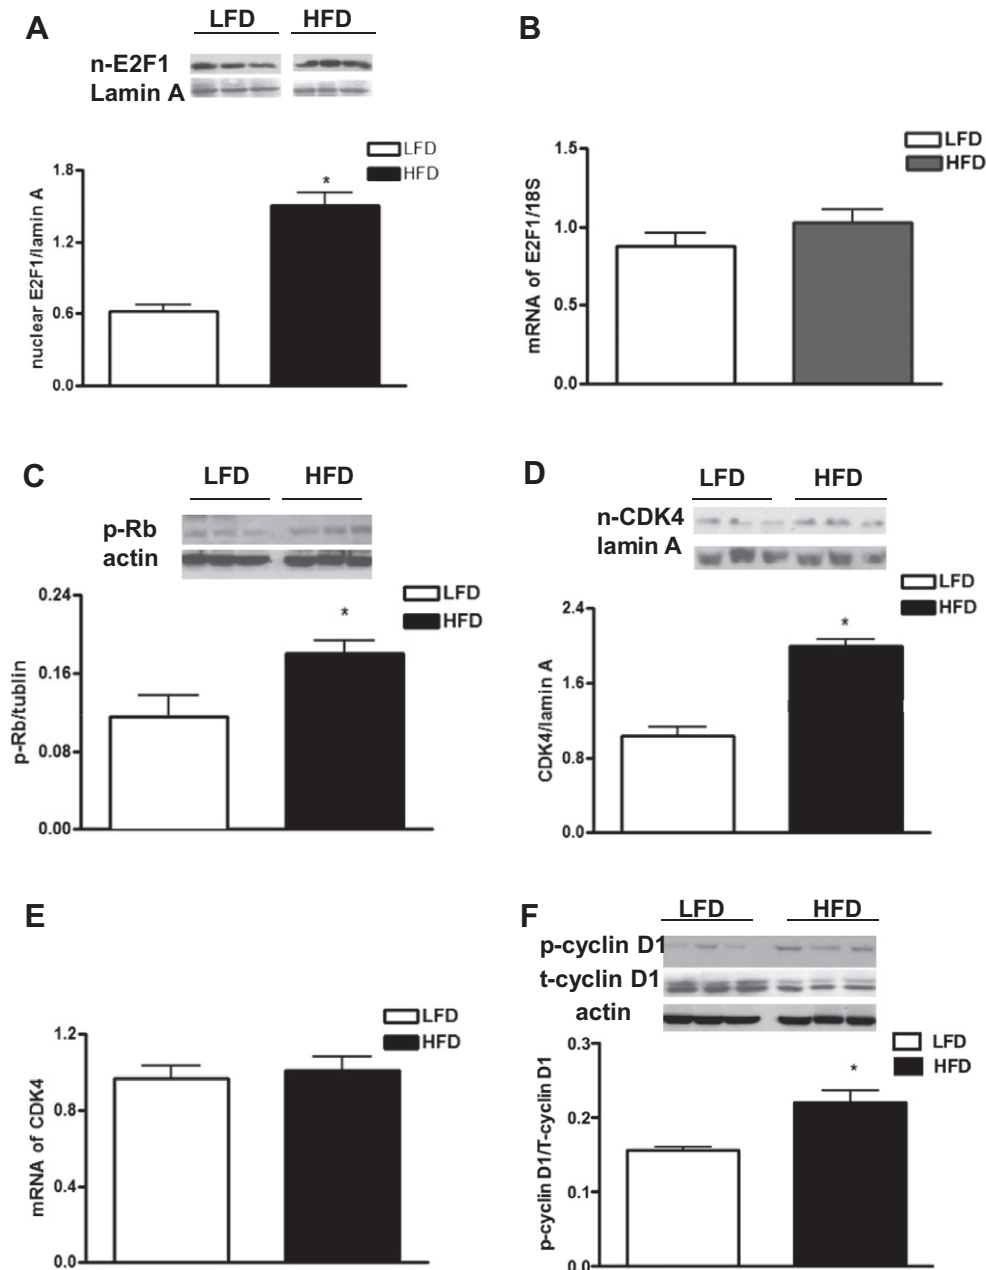 A
LFD HFD
n-E2F1
Lamin A
LFD
HFD
nuclear E2F1/lamin A
1.8
1.2
0.6
0.0
*
B
LFD
HFD
mRNA of E2F1/18S
1.5
1.0
0.5
0.0
C
LFD HFD
p-Rb
actin
LFD
HFD
p-Rb/tublin
0.24
0.16
0.08
0.00
*
D
LFD HFD
n-CDK4
lamin A
LFD
HFD
CDK4/lamin A
2.4
1.6
0.8
0.0
*
E
LFD
HFD
mRNA of CDK4
1.2
0.8
0.4
0.0
F
LFD HFD
p-cyclin D1
t-cyclin D1
actin
LFD
HFD
p-cyclin D1/T-cyclin D1
0.3
0.2
0.1
0.0
*